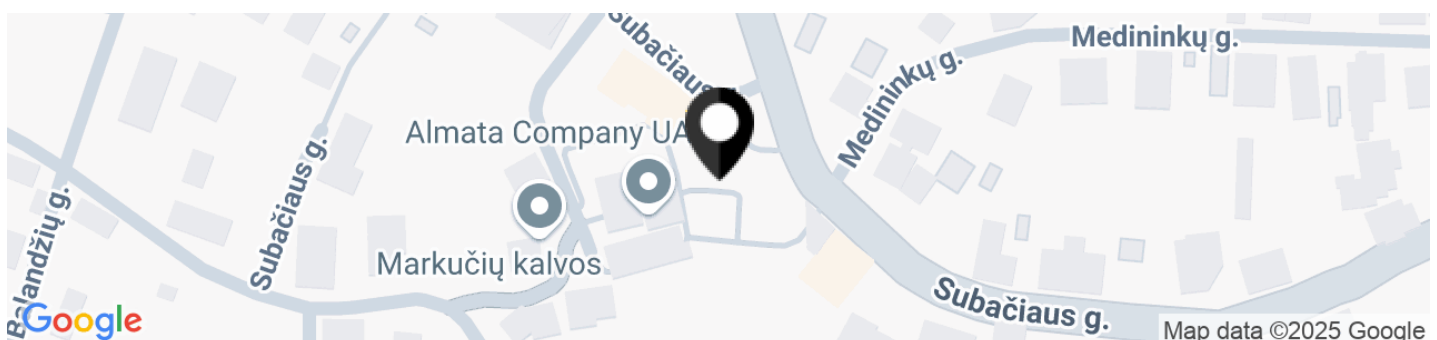 Medininkų g.
Subačiaus
Medininkų g.
Almata Company UA
Subačiaus g.
Balandžių g.
Markučių kalvos
Subačiaus g.
Google
Map data ©2025 Google